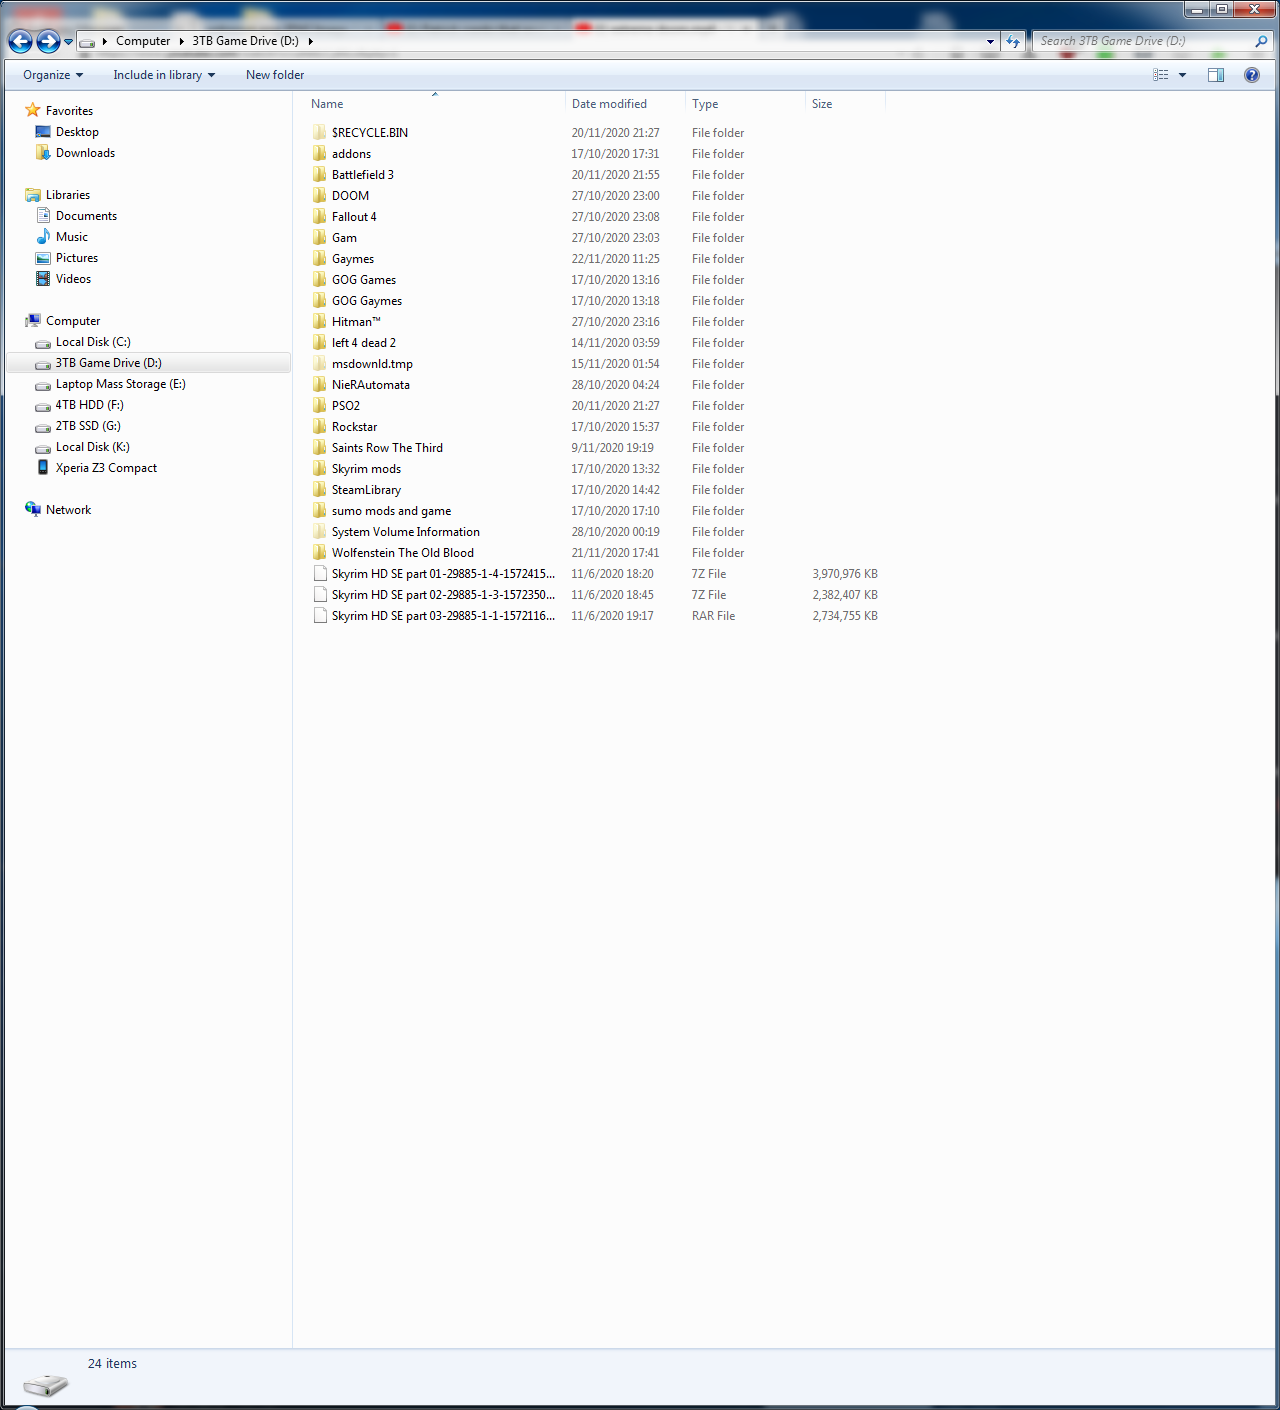 Computer 3TB Game Drive (D:)
Search 3TB Game Drive (D:)
Organize Include in library New folder
Favorites
Desktop
Downloads
Libraries
Documents
Music
Pictures
Videos
Computer
Local Disk (C:)
3TB Game Drive (D:)
Laptop Mass Storage (E:)
4TB HDD (F:)
2TB SSD (G:)
Local Disk (K:)
Xperia Z3 Compact
Network
Name Date modified Type Size
$RECYCLE.BIN 20/11/2020 21:27 File folder
addons 17/10/2020 17:31 File folder
Battlefield 3 20/11/2020 21:55 File folder
DOOM 27/10/2020 23:00 File folder
Fallout 4 27/10/2020 23:08 File folder
Gam 27/10/2020 23:03 File folder
Gaymes 22/11/2020 11:25 File folder
GOG Games 17/10/2020 13:16 File folder
GOG Gaymes 17/10/2020 13:18 File folder
Hitman™ 27/10/2020 23:16 File folder
left 4 dead 2 14/11/2020 03:59 File folder
msdownld.tmp 15/11/2020 01:54 File folder
NieRAutomata 28/10/2020 04:24 File folder
PSO2 20/11/2020 21:27 File folder
Rockstar 17/10/2020 15:37 File folder
Saints Row The Third 9/11/2020 19:19 File folder
Skyrim mods 17/10/2020 13:32 File folder
SteamLibrary 17/10/2020 14:42 File folder
sumo mods and game 17/10/2020 17:10 File folder
System Volume Information 28/10/2020 00:19 File folder
Wolfenstein The Old Blood 21/11/2020 17:41 File folder
Skyrim HD SE part 01-29885-1-4-1572415... 11/6/2020 18:20 7Z File 3,970,976 KB
Skyrim HD SE part 02-29885-1-3-1572350... 11/6/2020 18:45 7Z File 2,382,407 KB
Skyrim HD SE part 03-29885-1-1-1572116... 11/6/2020 19:17 RAR File 2,734,755 KB
24 items